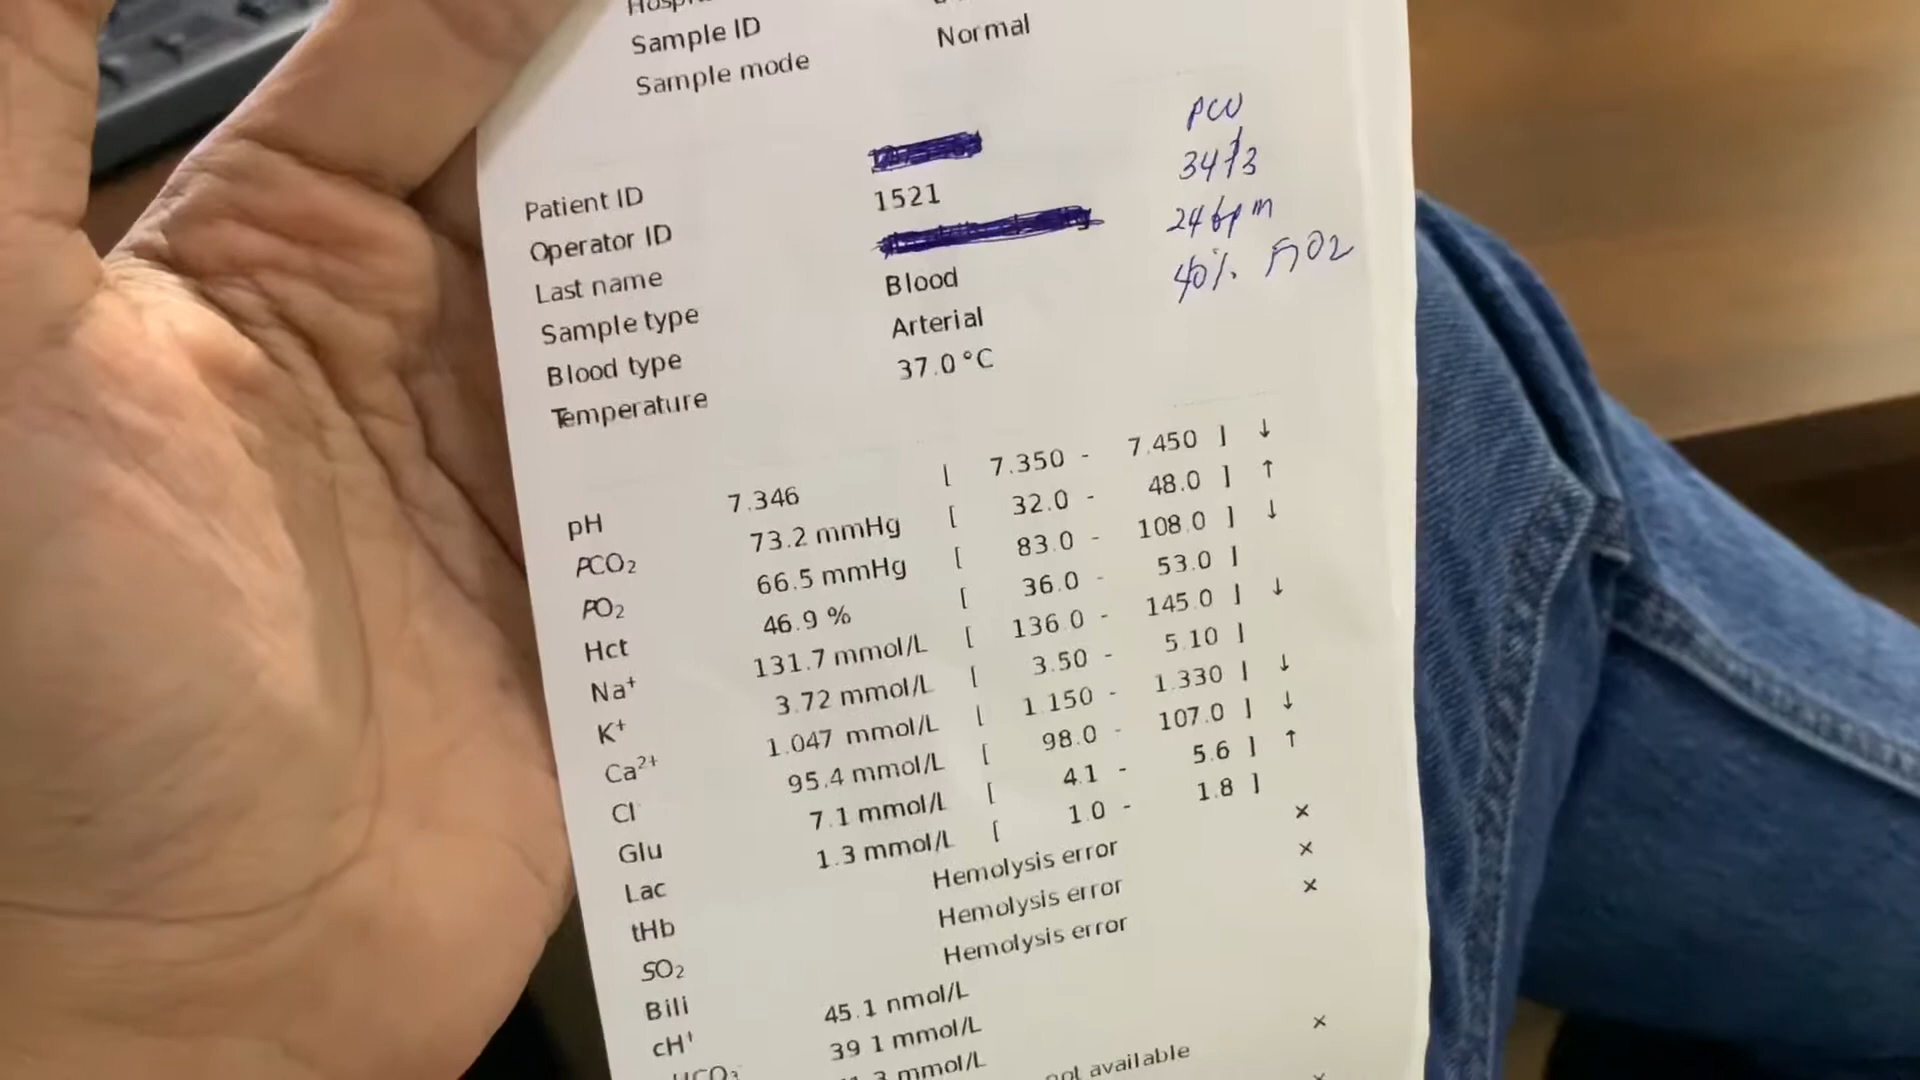 Sample ID
Sample mode Normal
Patient ID
Operator ID 1521
Last name
Sample type Blood
Blood type Arterial
Temperature 37.0 °C
PCV
34/3
24 bpm
40% FiO2
pH 7.346 [ 7.350 - 7.450 ] ↓
PCO₂ 73.2 mmHg [ 32.0 - 48.0 ] ↑
PO₂ 66.5 mmHg [ 83.0 - 108.0 ] ↓
Hct 46.9 % [ 36.0 - 53.0 ]
Na⁺ 131.7 mmol/L [ 136.0 - 145.0 ] ↓
K⁺ 3.72 mmol/L [ 3.50 - 5.10 ]
Ca²⁺ 1.047 mmol/L [ 1.150 - 1.330 ] ↓
Cl⁻ 95.4 mmol/L [ 98.0 - 107.0 ] ↓
Glu 7.1 mmol/L [ 4.1 - 5.6 ] ↑
Lac 1.3 mmol/L [ 1.0 - 1.8 ]
tHb Hemolysis error ×
SO₂ Hemolysis error ×
Bili Hemolysis error ×
cH⁺ 45.1 nmol/L
HCO₃ 39.1 mmol/L
mmol/L
not available ×